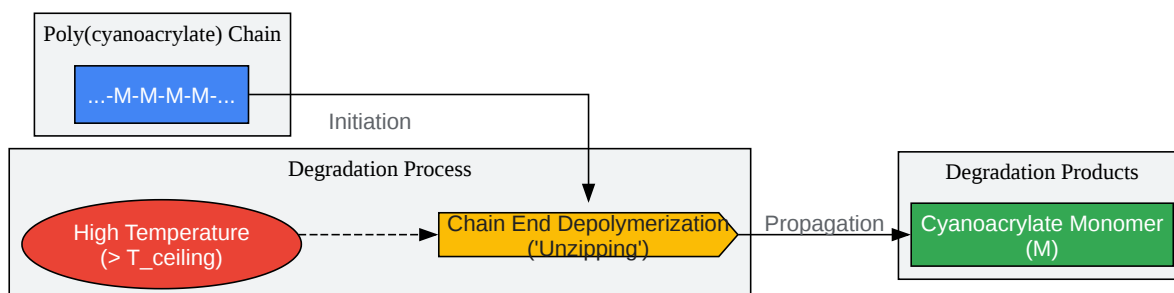 Poly(cyanoacrylate) Chain
...-M-M-M-M-...
Initiation
Degradation Process
High Temperature
(> T_ceiling)
Chain End Depolymerization
('Unzipping')
Propagation
Degradation Products
Cyanoacrylate Monomer
(M)